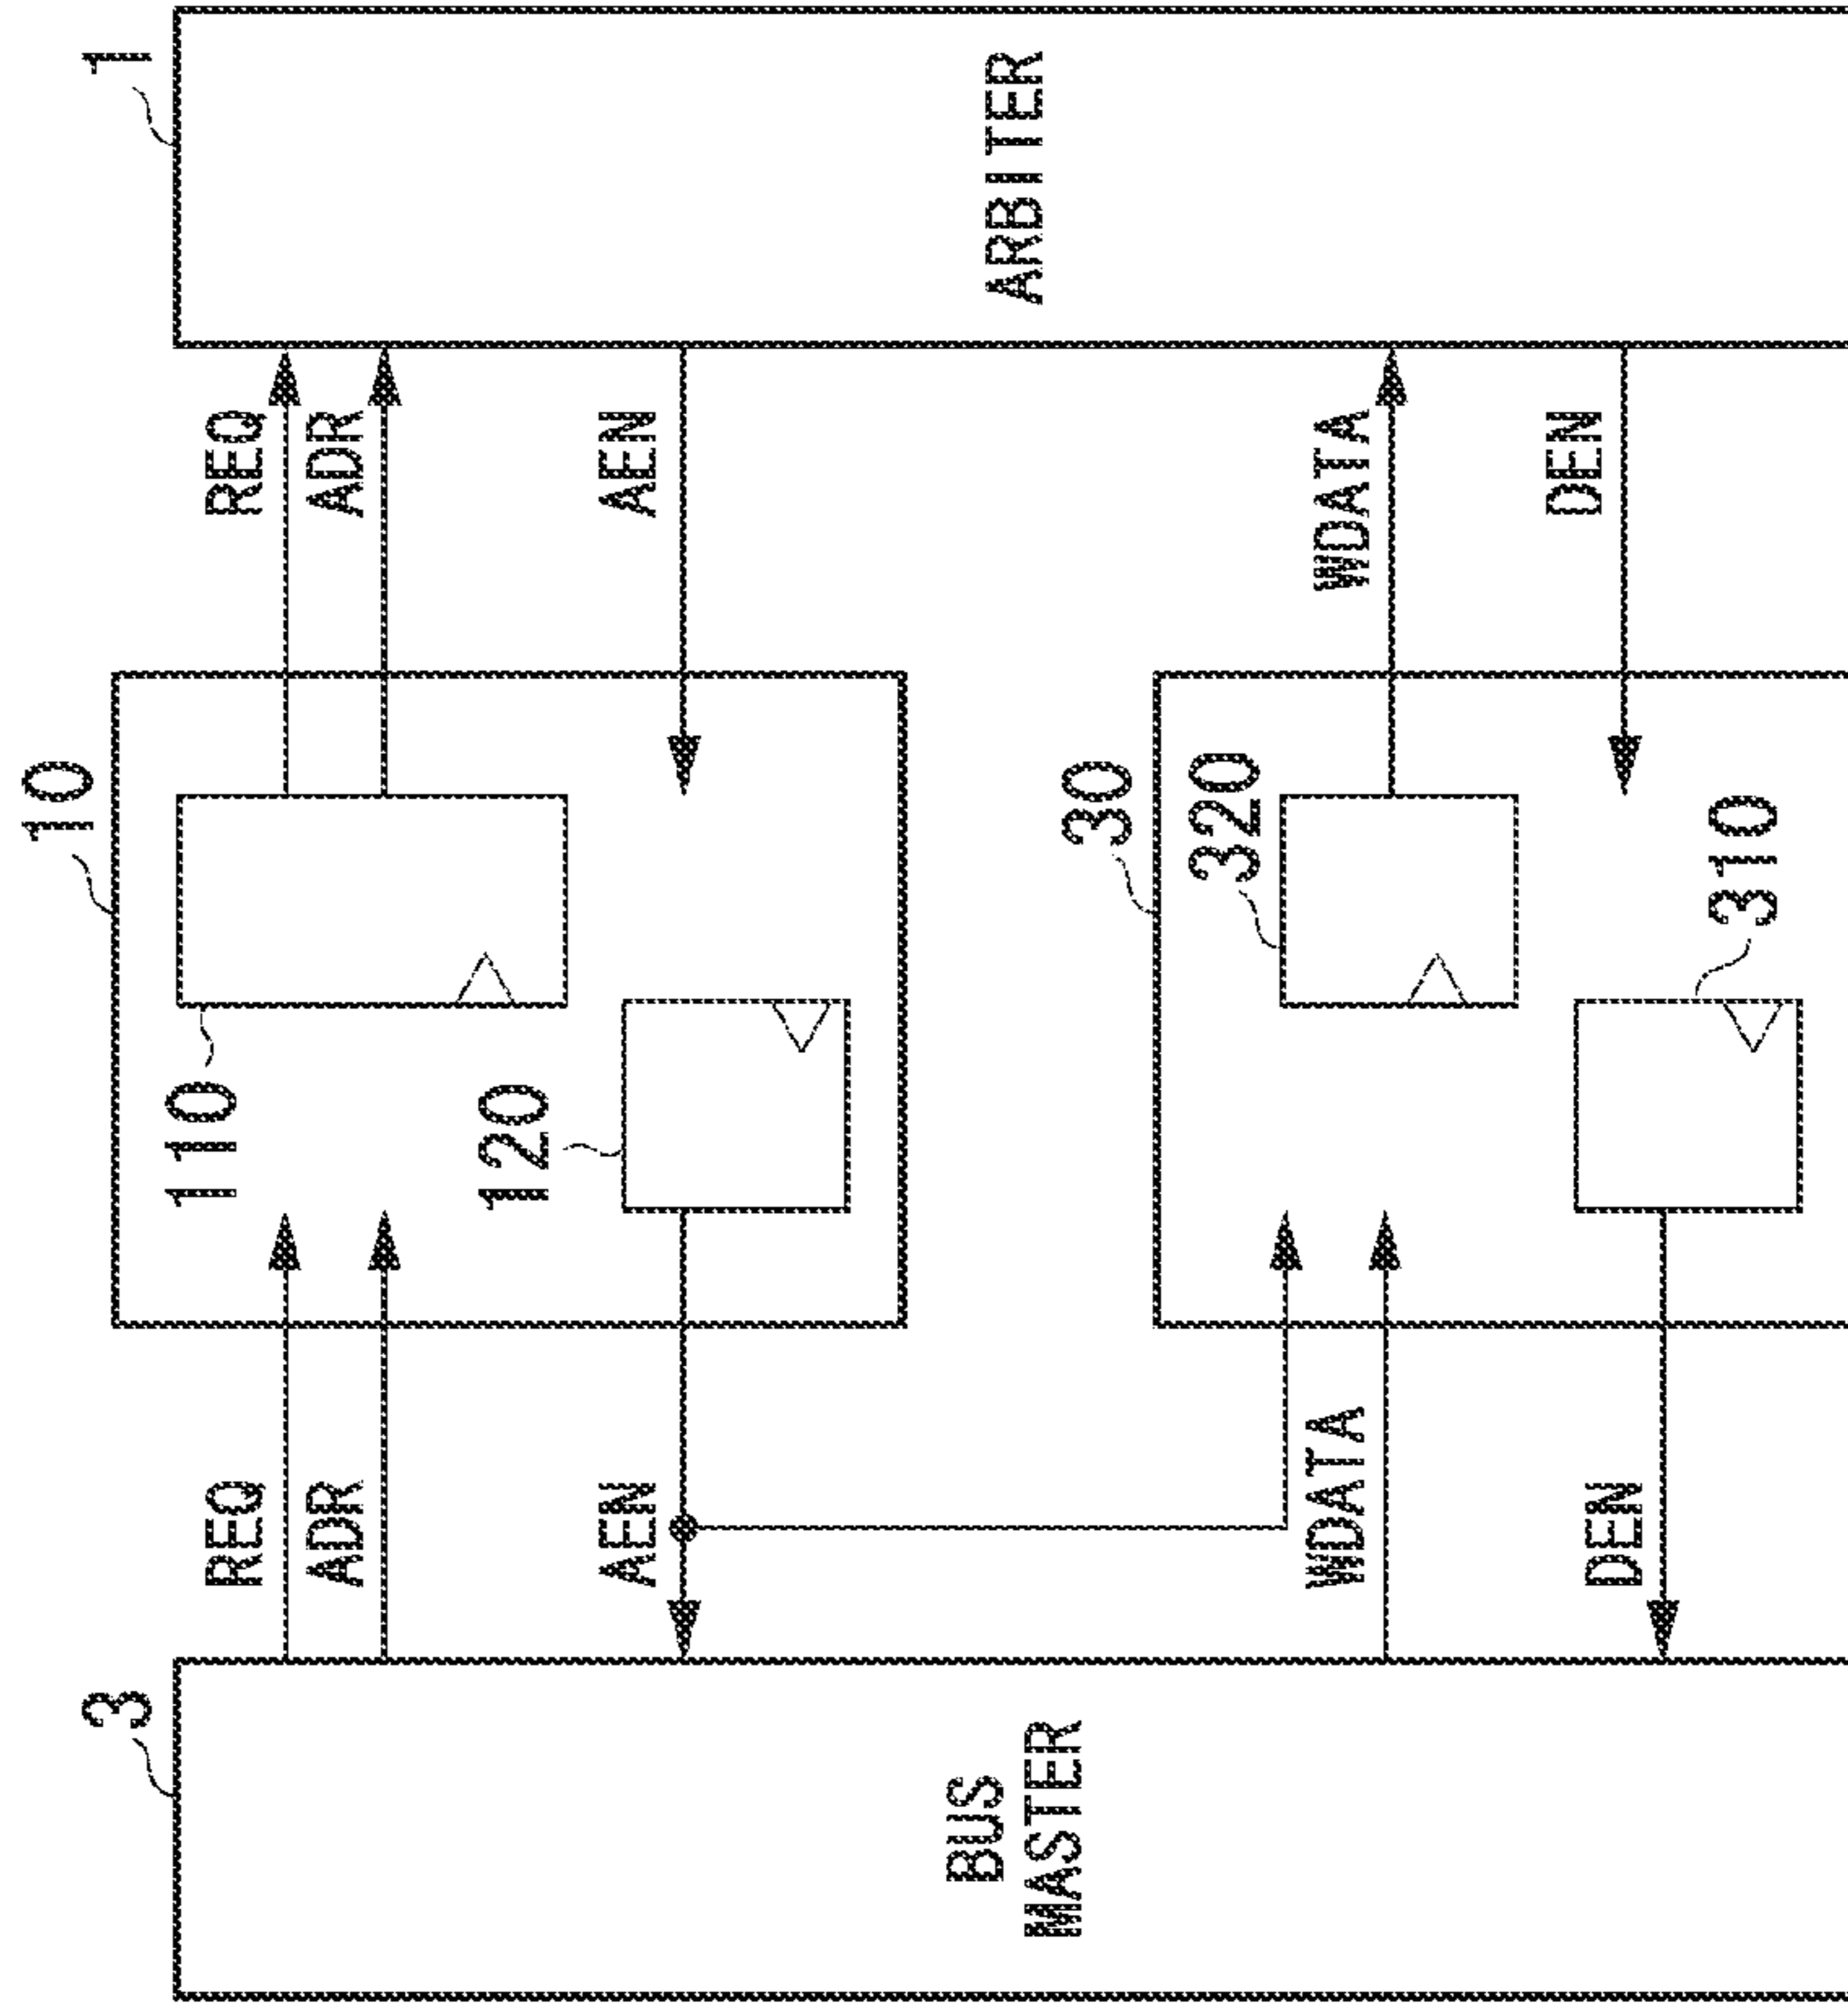 3
BUS
MASTER
REQ
ADR
AEN
WDATA
DEN
10
110
120
30
320
310
REQ
ADR
AEN
WDATA
DEN
1
ARBITER